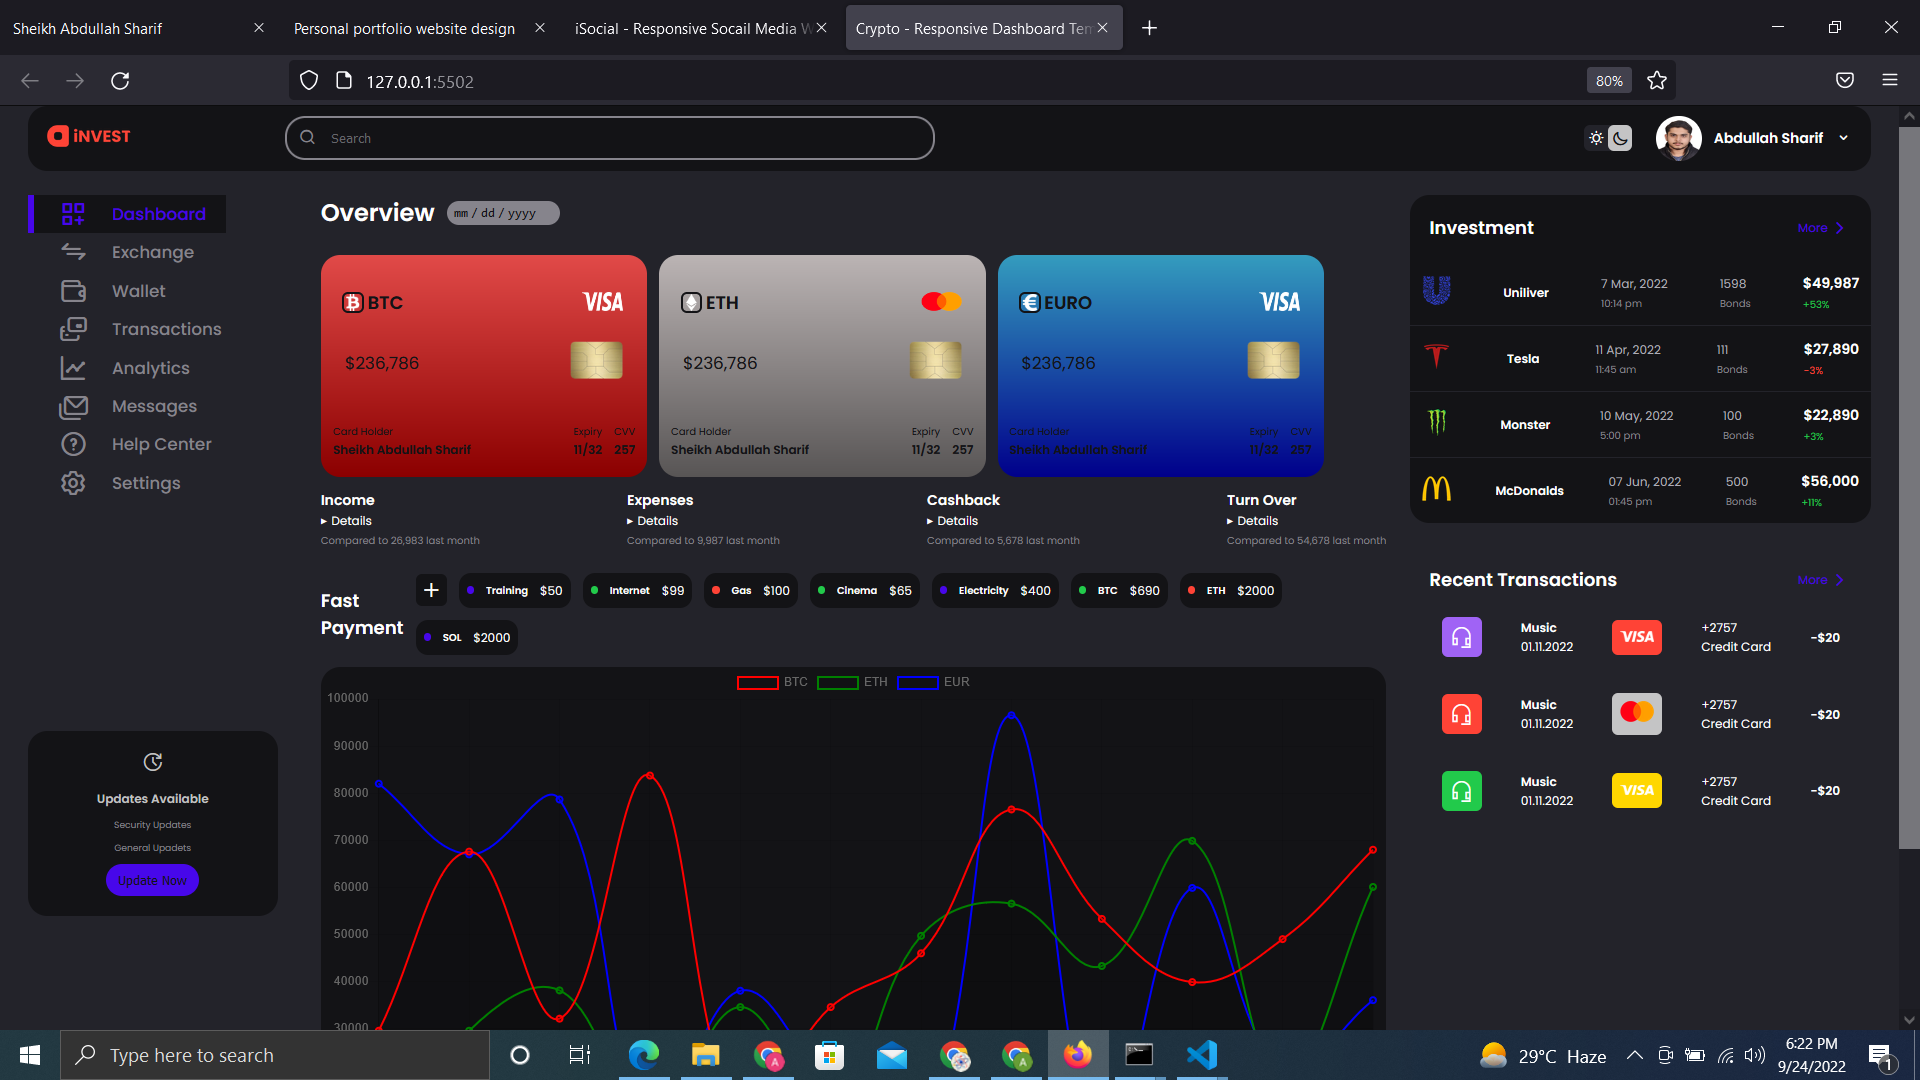 Sheikh Abdullah Sharif
Personal portfolio website design
iSocial - Responsive Socail Media W
Crypto - Responsive Dashboard Ten
127.0.0.1:5502
80%
iNVEST
Search
Abdullah Sharif
Dashboard
Exchange
Wallet
Transactions
Analytics
Messages
Help Center
Settings
Updates Available
Security Updates
General Upadets
Update Now
Overview
mm / dd / yyyy
BTC
VISA
$236,786
Card Holder
Expiry CVV
Sheikh Abdullah Sharif
11/32 257
ETH
$236,786
Card Holder
Expiry CVV
Sheikh Abdullah Sharif
11/32 257
EURO
VISA
$236,786
Card Holder
Expiry CVV
Sheikh Abdullah Sharif
11/32 257
Income
Details
Compared to 26,983 last month
Expenses
Details
Compared to 9,987 last month
Cashback
Details
Compared to 5,678 last month
Turn Over
Details
Compared to 54,678 last month
Fast
Payment
+
Training $50
Internet $99
Gas $100
Cinema $65
Electricity $400
BTC $690
ETH $2000
SOL $2000
BTC ETH EUR
100000
90000
80000
70000
60000
50000
40000
30000
Investment
More
Uniliver
7 Mar, 2022
10:14 pm
1598
Bonds
$49,987
+53%
Tesla
11 Apr, 2022
11:45 am
111
Bonds
$27,890
-3%
Monster
10 May, 2022
5:00 pm
100
Bonds
$22,890
+3%
McDonalds
07 Jun, 2022
01:45 pm
500
Bonds
$56,000
+11%
Recent Transactions
More
Music
01.11.2022
VISA
+2757
Credit Card
-$20
Music
01.11.2022
+2757
Credit Card
-$20
Music
01.11.2022
VISA
+2757
Credit Card
-$20
Type here to search
29°C Haze
6:22 PM
9/24/2022
1